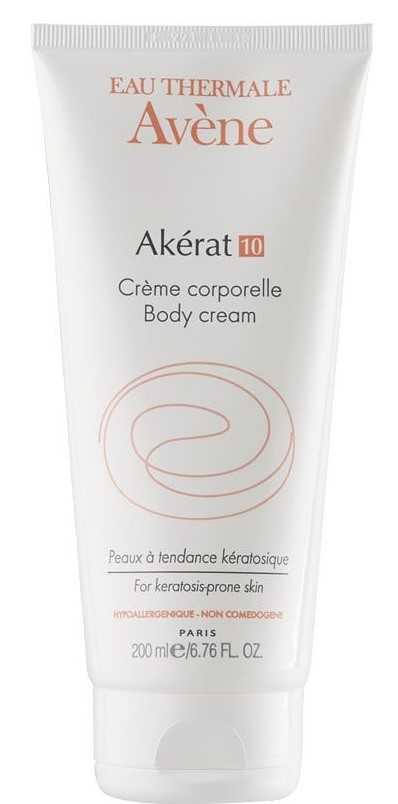 EAU THERMALE
Avène
Akérat 10
Crème corporelle
Body cream
Peaux à tendance kératosique
For keratosis-prone skin
HYPOALLERGENIQUE - NON COMEDOGENE
PARIS
200 ml e/6.76 FL. OZ.